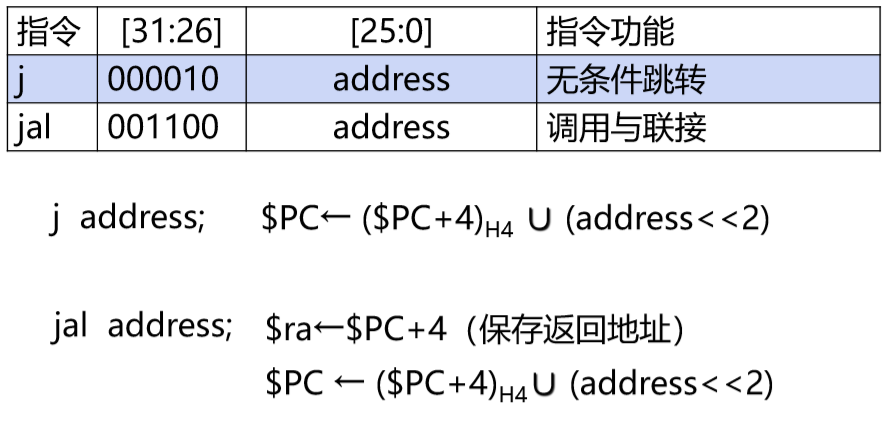 指令 [31:26] [25:0] 指令功能
j 000010 address 无条件跳转
jal 001100 address 调用与联接
j address; $PC← ($PC+4)H4 ∪ (address<<2)
jal address; $ra←$PC+4（保存返回地址）
$PC ← ($PC+4)H4∪ (address<<2)